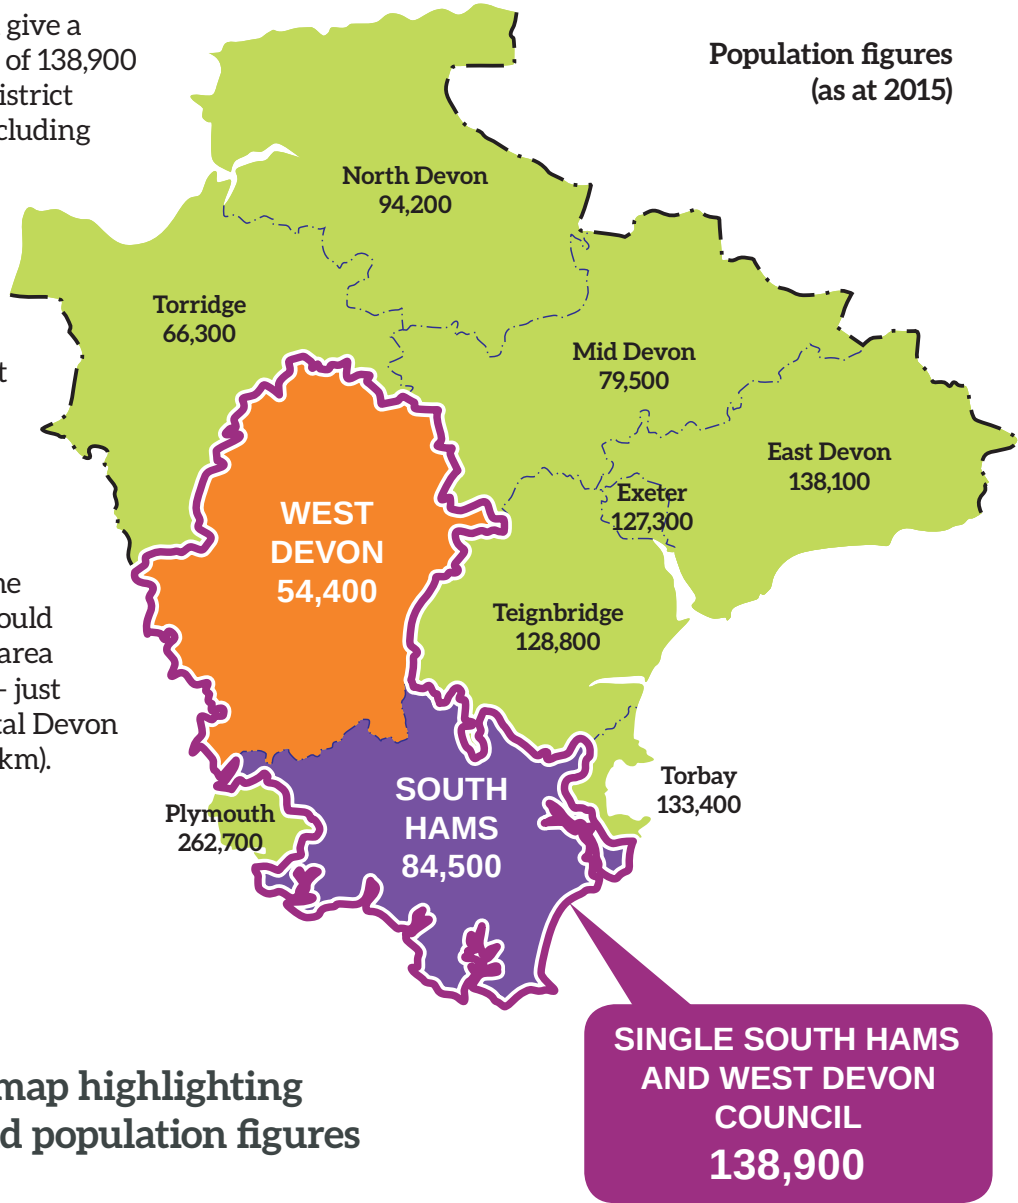 give a
of 138,900
istrict
cluding
t
ne
ould
area
– just
tal Devon
km).
Population figures
(as at 2015)
North Devon
94,200
Torridge
66,300
Mid Devon
79,500
East Devon
138,100
Exeter
127,300
WEST
DEVON
54,400
Teignbridge
128,800
SOUTH
HAMS
84,500
Torbay
133,400
Plymouth
262,700
SINGLE SOUTH HAMS
AND WEST DEVON
COUNCIL
138,900
map highlighting
d population figures